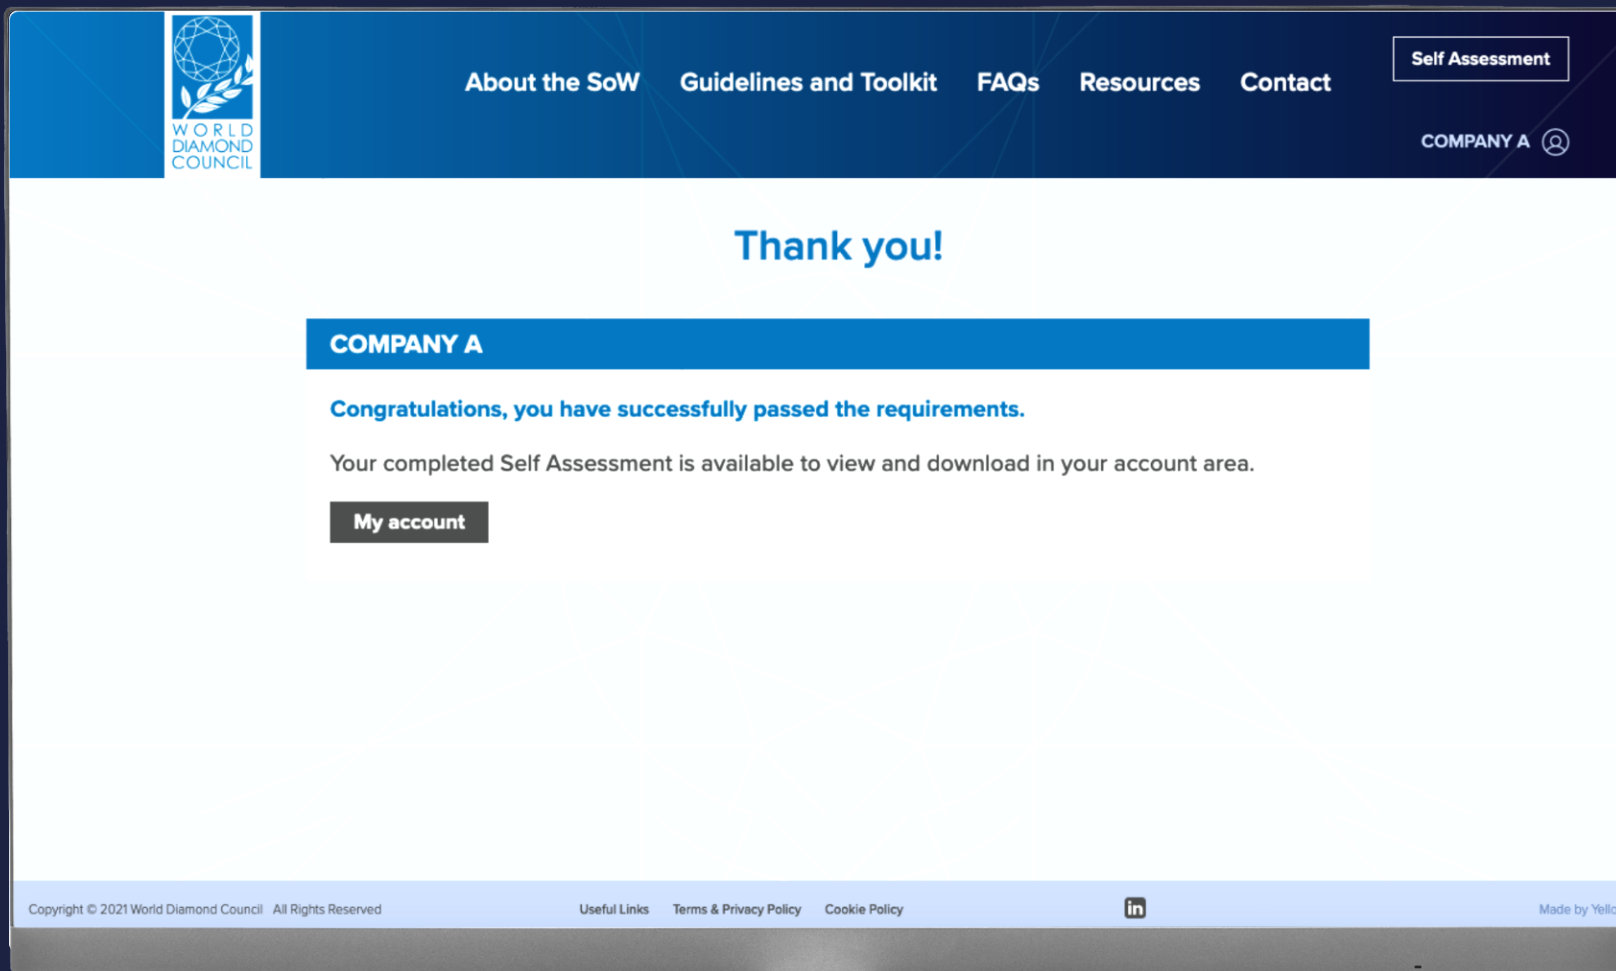 WORLD
DIAMOND
COUNCIL
About the SoW Guidelines and Toolkit FAQs Resources Contact
Self Assessment
COMPANY A
Thank you!
COMPANY A
Congratulations, you have successfully passed the requirements.
Your completed Self Assessment is available to view and download in your account area.
My account
Copyright © 2021 World Diamond Council All Rights Reserved Useful Links Terms & Privacy Policy Cookie Policy in Made by Yello